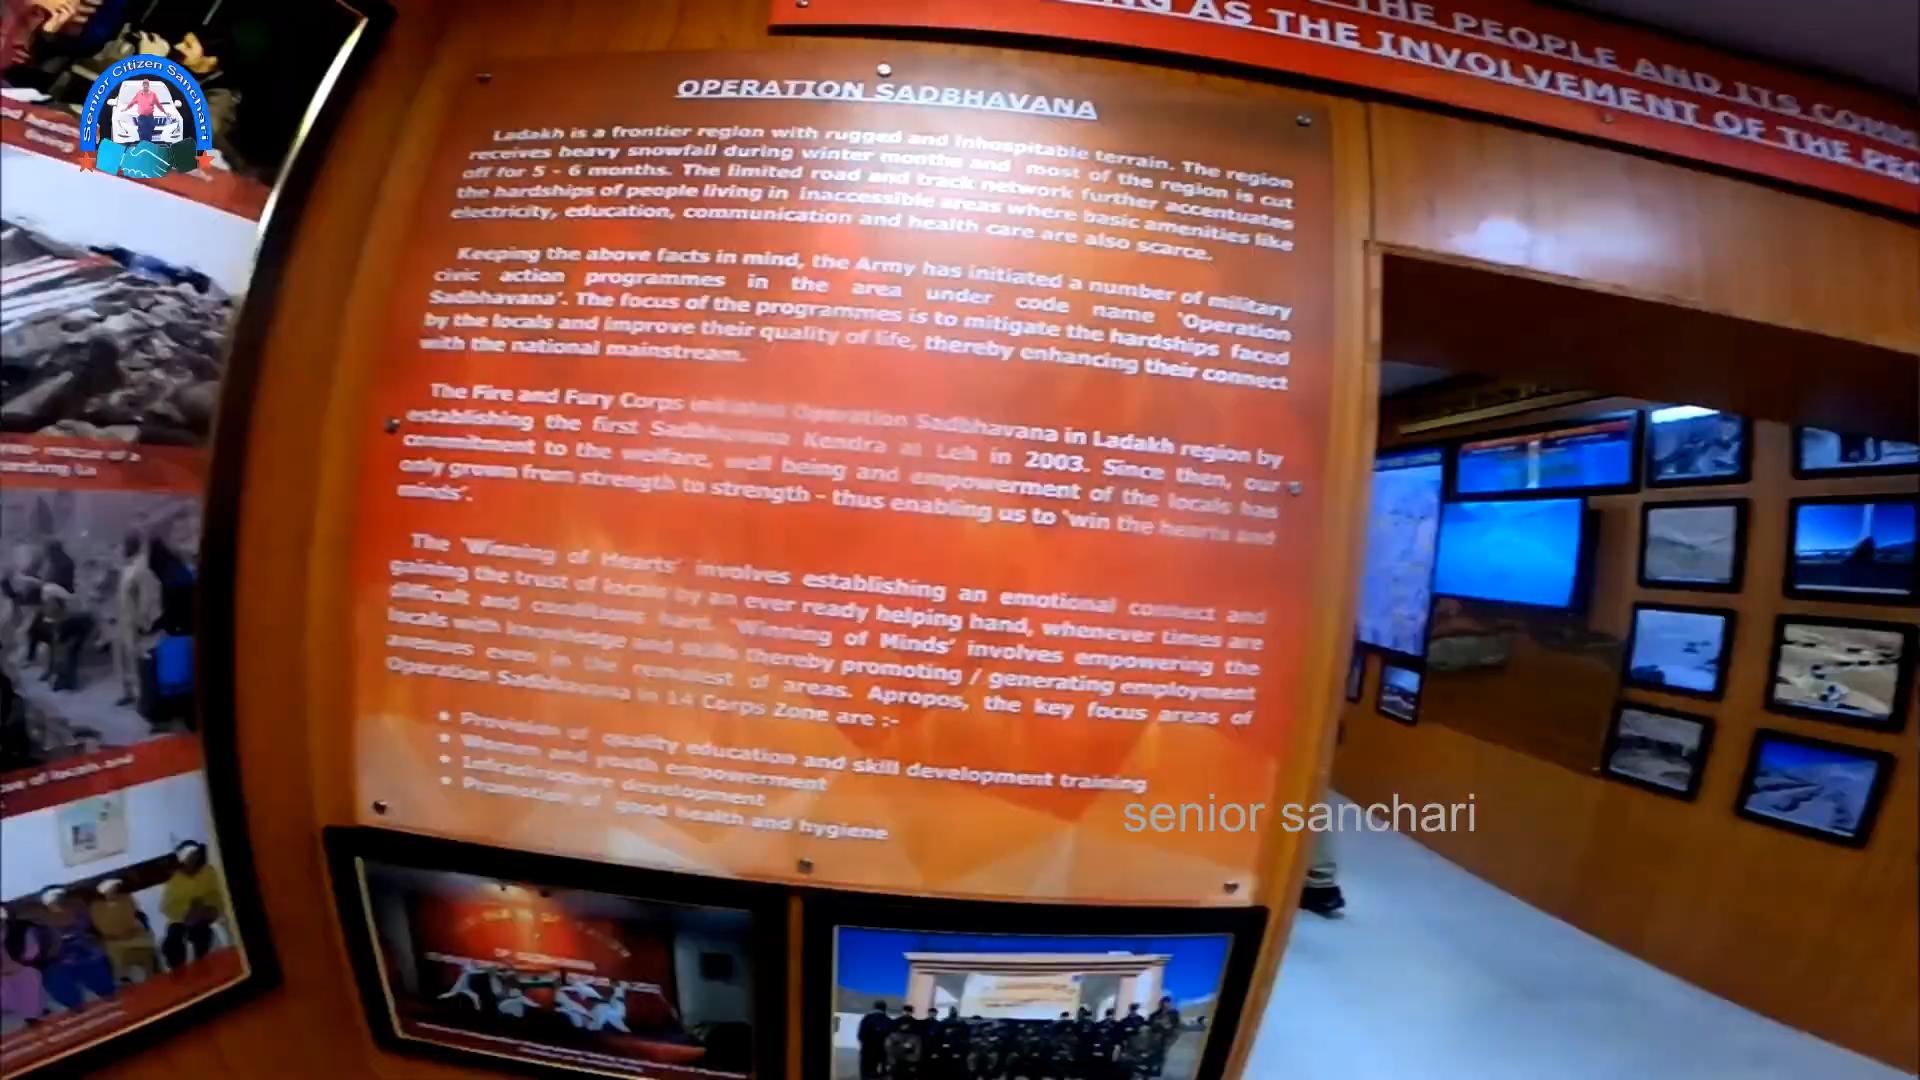 Senior Citizen Sanchari
THE PEOPLE AND ITS
AS THE INVOLVEMENT OF THE
OPERATION SADBHAVANA
Ladakh is a frontier region with rugged and inhospitable terrain. The region
receives heavy snowfall during winter months and most of the region is cut
off for 5 - 6 months. The limited road and track network further accentuates
the hardships of people living in inaccessible areas where basic amenities like
electricity, education, communication and health care are also scarce.
Keeping the above facts in mind, the Army has initiated a number of military
civic action programmes in the area under code name 'Operation
Sadbhavana'. The focus of the programmes is to mitigate the hardships faced
by the locals and improve their quality of life, thereby enhancing their connect
with the national mainstream.
The Fire and Fury Corps initiated Operation Sadbhavana in Ladakh region by
establishing the first Sadbhavana Kendra at Leh in 2003. Since then, our
commitment to the welfare, well being and empowerment of the locals has
only grown from strength to strength - thus enabling us to 'win the hearts and
minds'.
The 'Winning of Hearts' involves establishing an emotional connect and
gaining the trust of locals by an ever ready helping hand, whenever times are
difficult and conditions hard. 'Winning of Minds' involves empowering the
locals with knowledge and skills thereby promoting / generating employment
avenues even in the remotest of areas. Apropos, the key focus areas of
Operation Sadbhavana in 14 Corps Zone are :-
• Provision of quality education and skill development training
• Women and youth empowerment
• Infrastructure development
• Promotion of good health and hygiene
senior sanchari